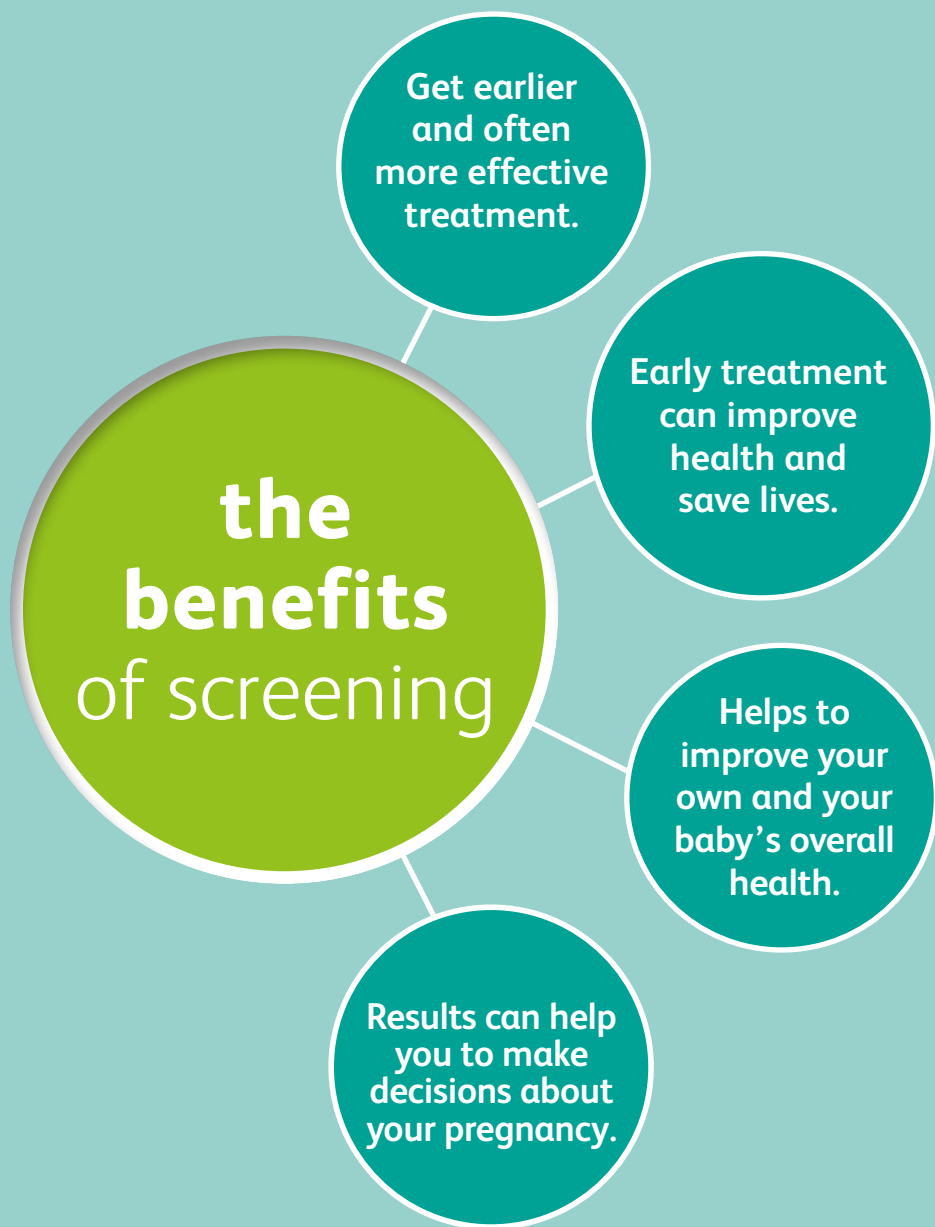 Get earlier
and often
more effective
treatment.
Early treatment
can improve
health and
save lives.
the
benefits
of screening
Helps to
improve your
own and your
baby’s overall
health.
Results can help
you to make
decisions about
your pregnancy.